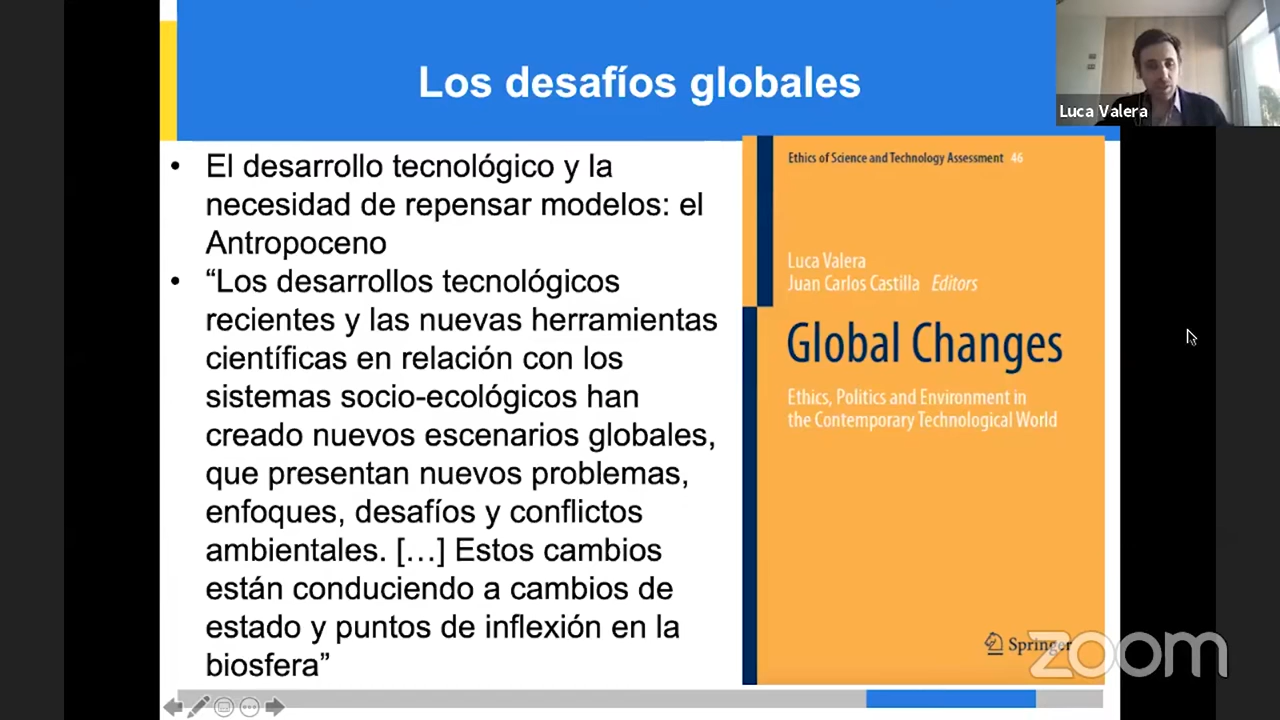 Los desafíos globales
Luca Valera
• El desarrollo tecnológico y la
necesidad de repensar modelos: el
Antropoceno
• “Los desarrollos tecnológicos
recientes y las nuevas herramientas
científicas en relación con los
sistemas socio-ecológicos han
creado nuevos escenarios globales,
que presentan nuevos problemas,
enfoques, desafíos y conflictos
ambientales. […] Estos cambios
están conduciendo a cambios de
estado y puntos de inflexión en la
biosfera”
Ethics of Science and Technology Assessment 46
Luca Valera
Juan Carlos Castilla Editors
Global Changes
Ethics, Politics and Environment in
the Contemporary Technological World
Springer
zoom